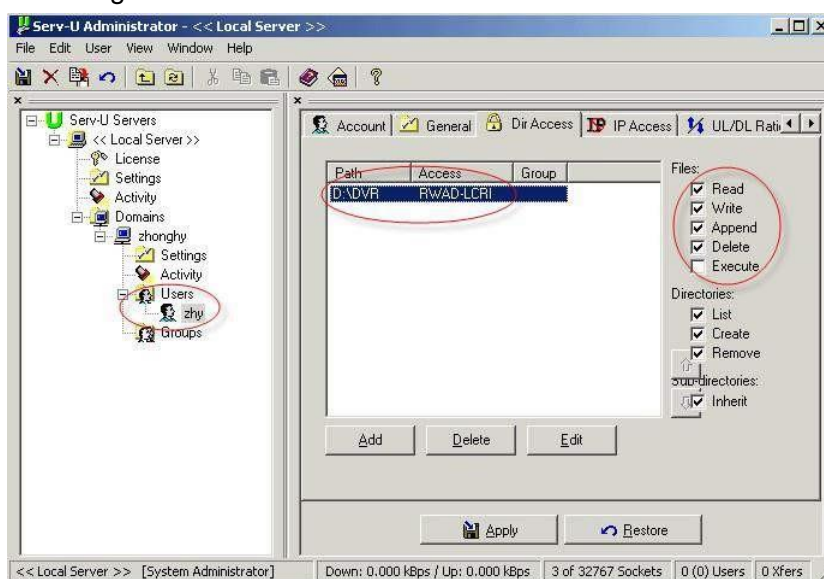 Serv-U Administrator - << Local Server >>
File Edit User View Window Help
Serv-U Servers
<< Local Server >>
License
Settings
Activity
Domains
zhonghy
Settings
Activity
Users
zhy
Groups
Account General Dir Access IP Access UL/DL Rati
Path Access Group
D:\DVR RWAD-LCRI
Files:
Read
Write
Append
Delete
Execute
Directories:
List
Create
Remove
Sub-directories:
Inherit
Add Delete Edit
Apply Restore
<< Local Server >> [System Administrator] Down: 0.000 kBps / Up: 0.000 kBps 3 of 32767 Sockets 0 (0) Users 0 Xfers